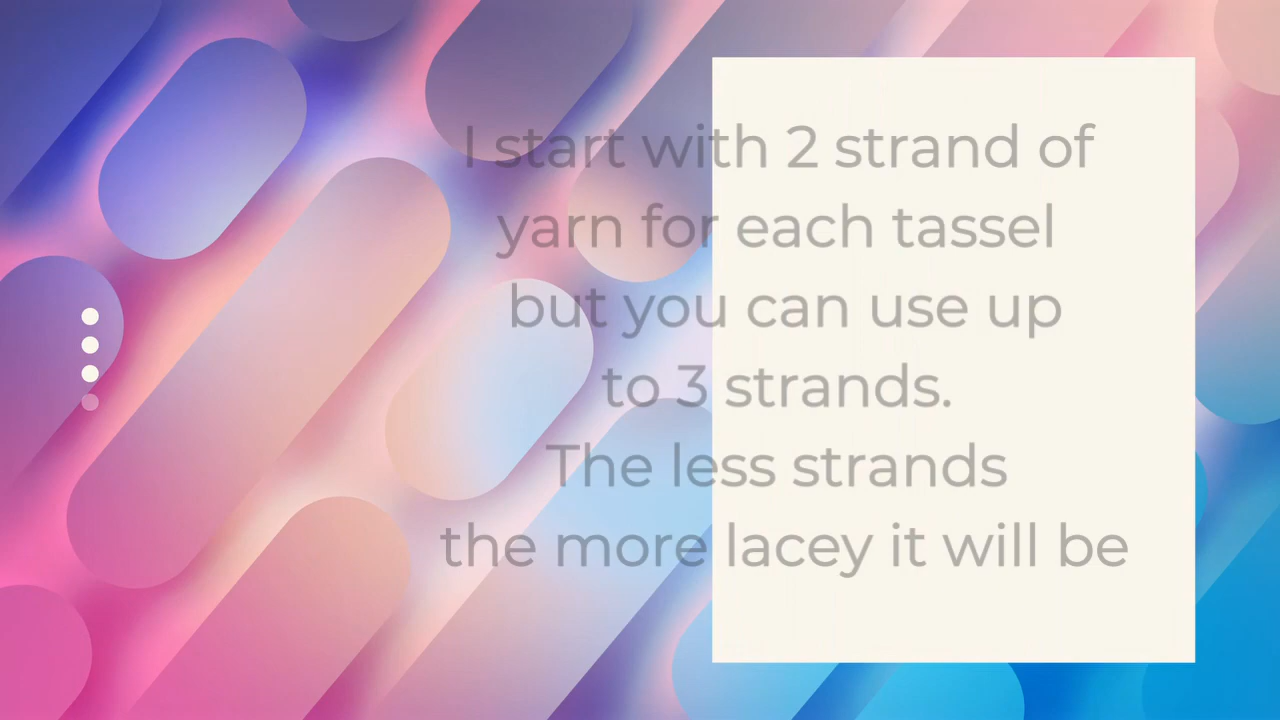 I start with 2 strand of
yarn for each tassel
but you can use up
to 3 strands.
The less strands
the more lacey it will be